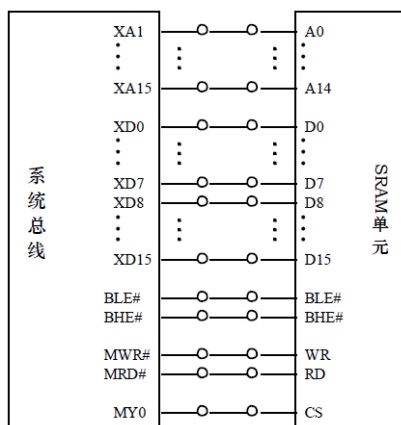 系统总线
SRAM单元
XA1 A0
XA15 A14
XD0 D0
XD7 D7
XD8 D8
XD15 D15
BLE# BLE#
BHE# BHE#
MWR# WR
MRD# RD
MY0 CS